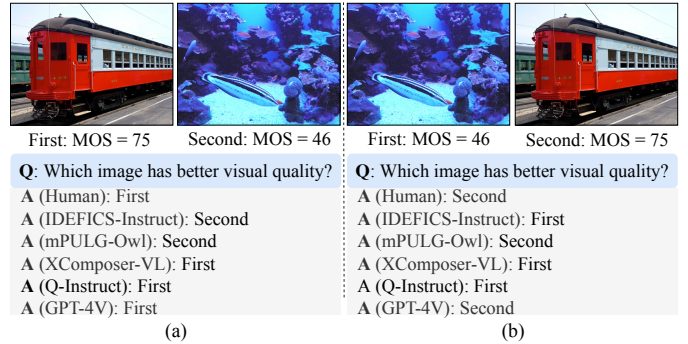 First: MOS = 75
Second: MOS = 46
Q: Which image has better visual quality?
A (Human): First
A (IDEFICS-Instruct): Second
A (mPULG-Owl): Second
A (XComposer-VL): First
A (Q-Instruct): First
A (GPT-4V): First
(a)
First: MOS = 46
Second: MOS = 75
Q: Which image has better visual quality?
A (Human): Second
A (IDEFICS-Instruct): First
A (mPULG-Owl): Second
A (XComposer-VL): First
A (Q-Instruct): First
A (GPT-4V): Second
(b)